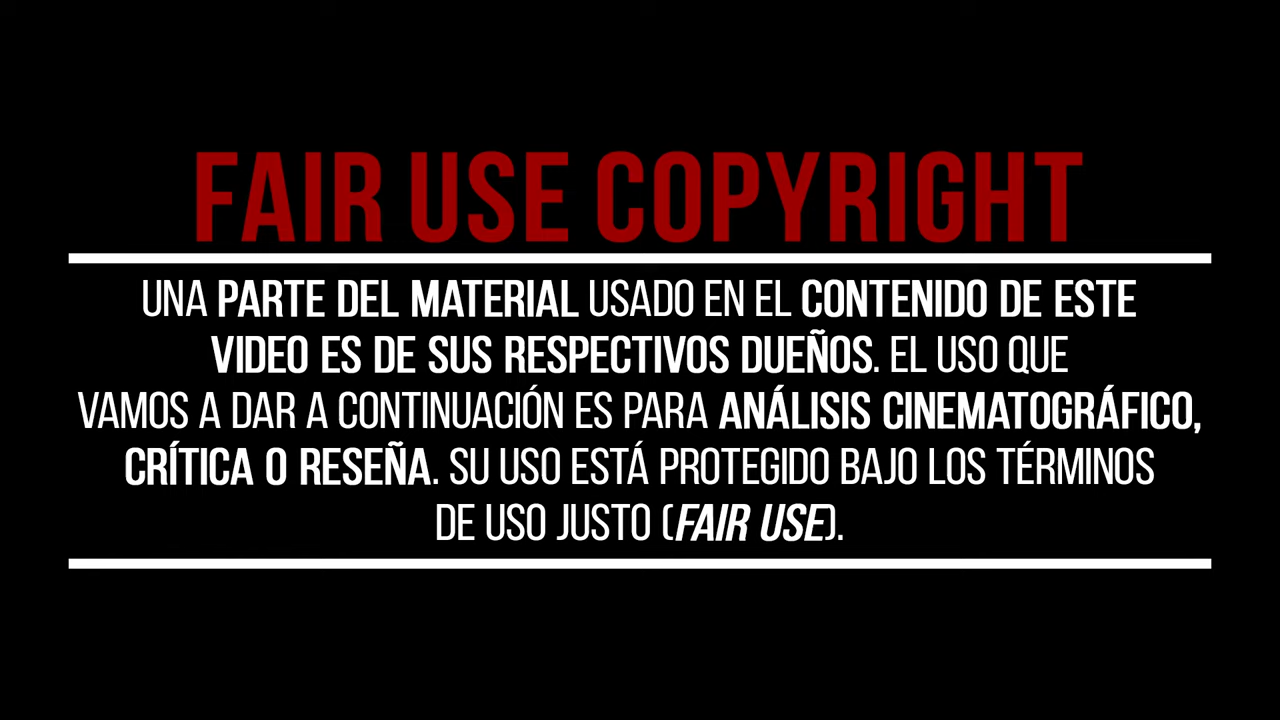 FAIR USE COPYRIGHT
UNA PARTE DEL MATERIAL USADO EN EL CONTENIDO DE ESTE
VIDEO ES DE SUS RESPECTIVOS DUEÑOS. EL USO QUE
VAMOS A DAR A CONTINUACIÓN ES PARA ANÁLISIS CINEMATOGRÁFICO,
CRÍTICA O RESEÑA. SU USO ESTÁ PROTEGIDO BAJO LOS TÉRMINOS
DE USO JUSTO (FAIR USE).